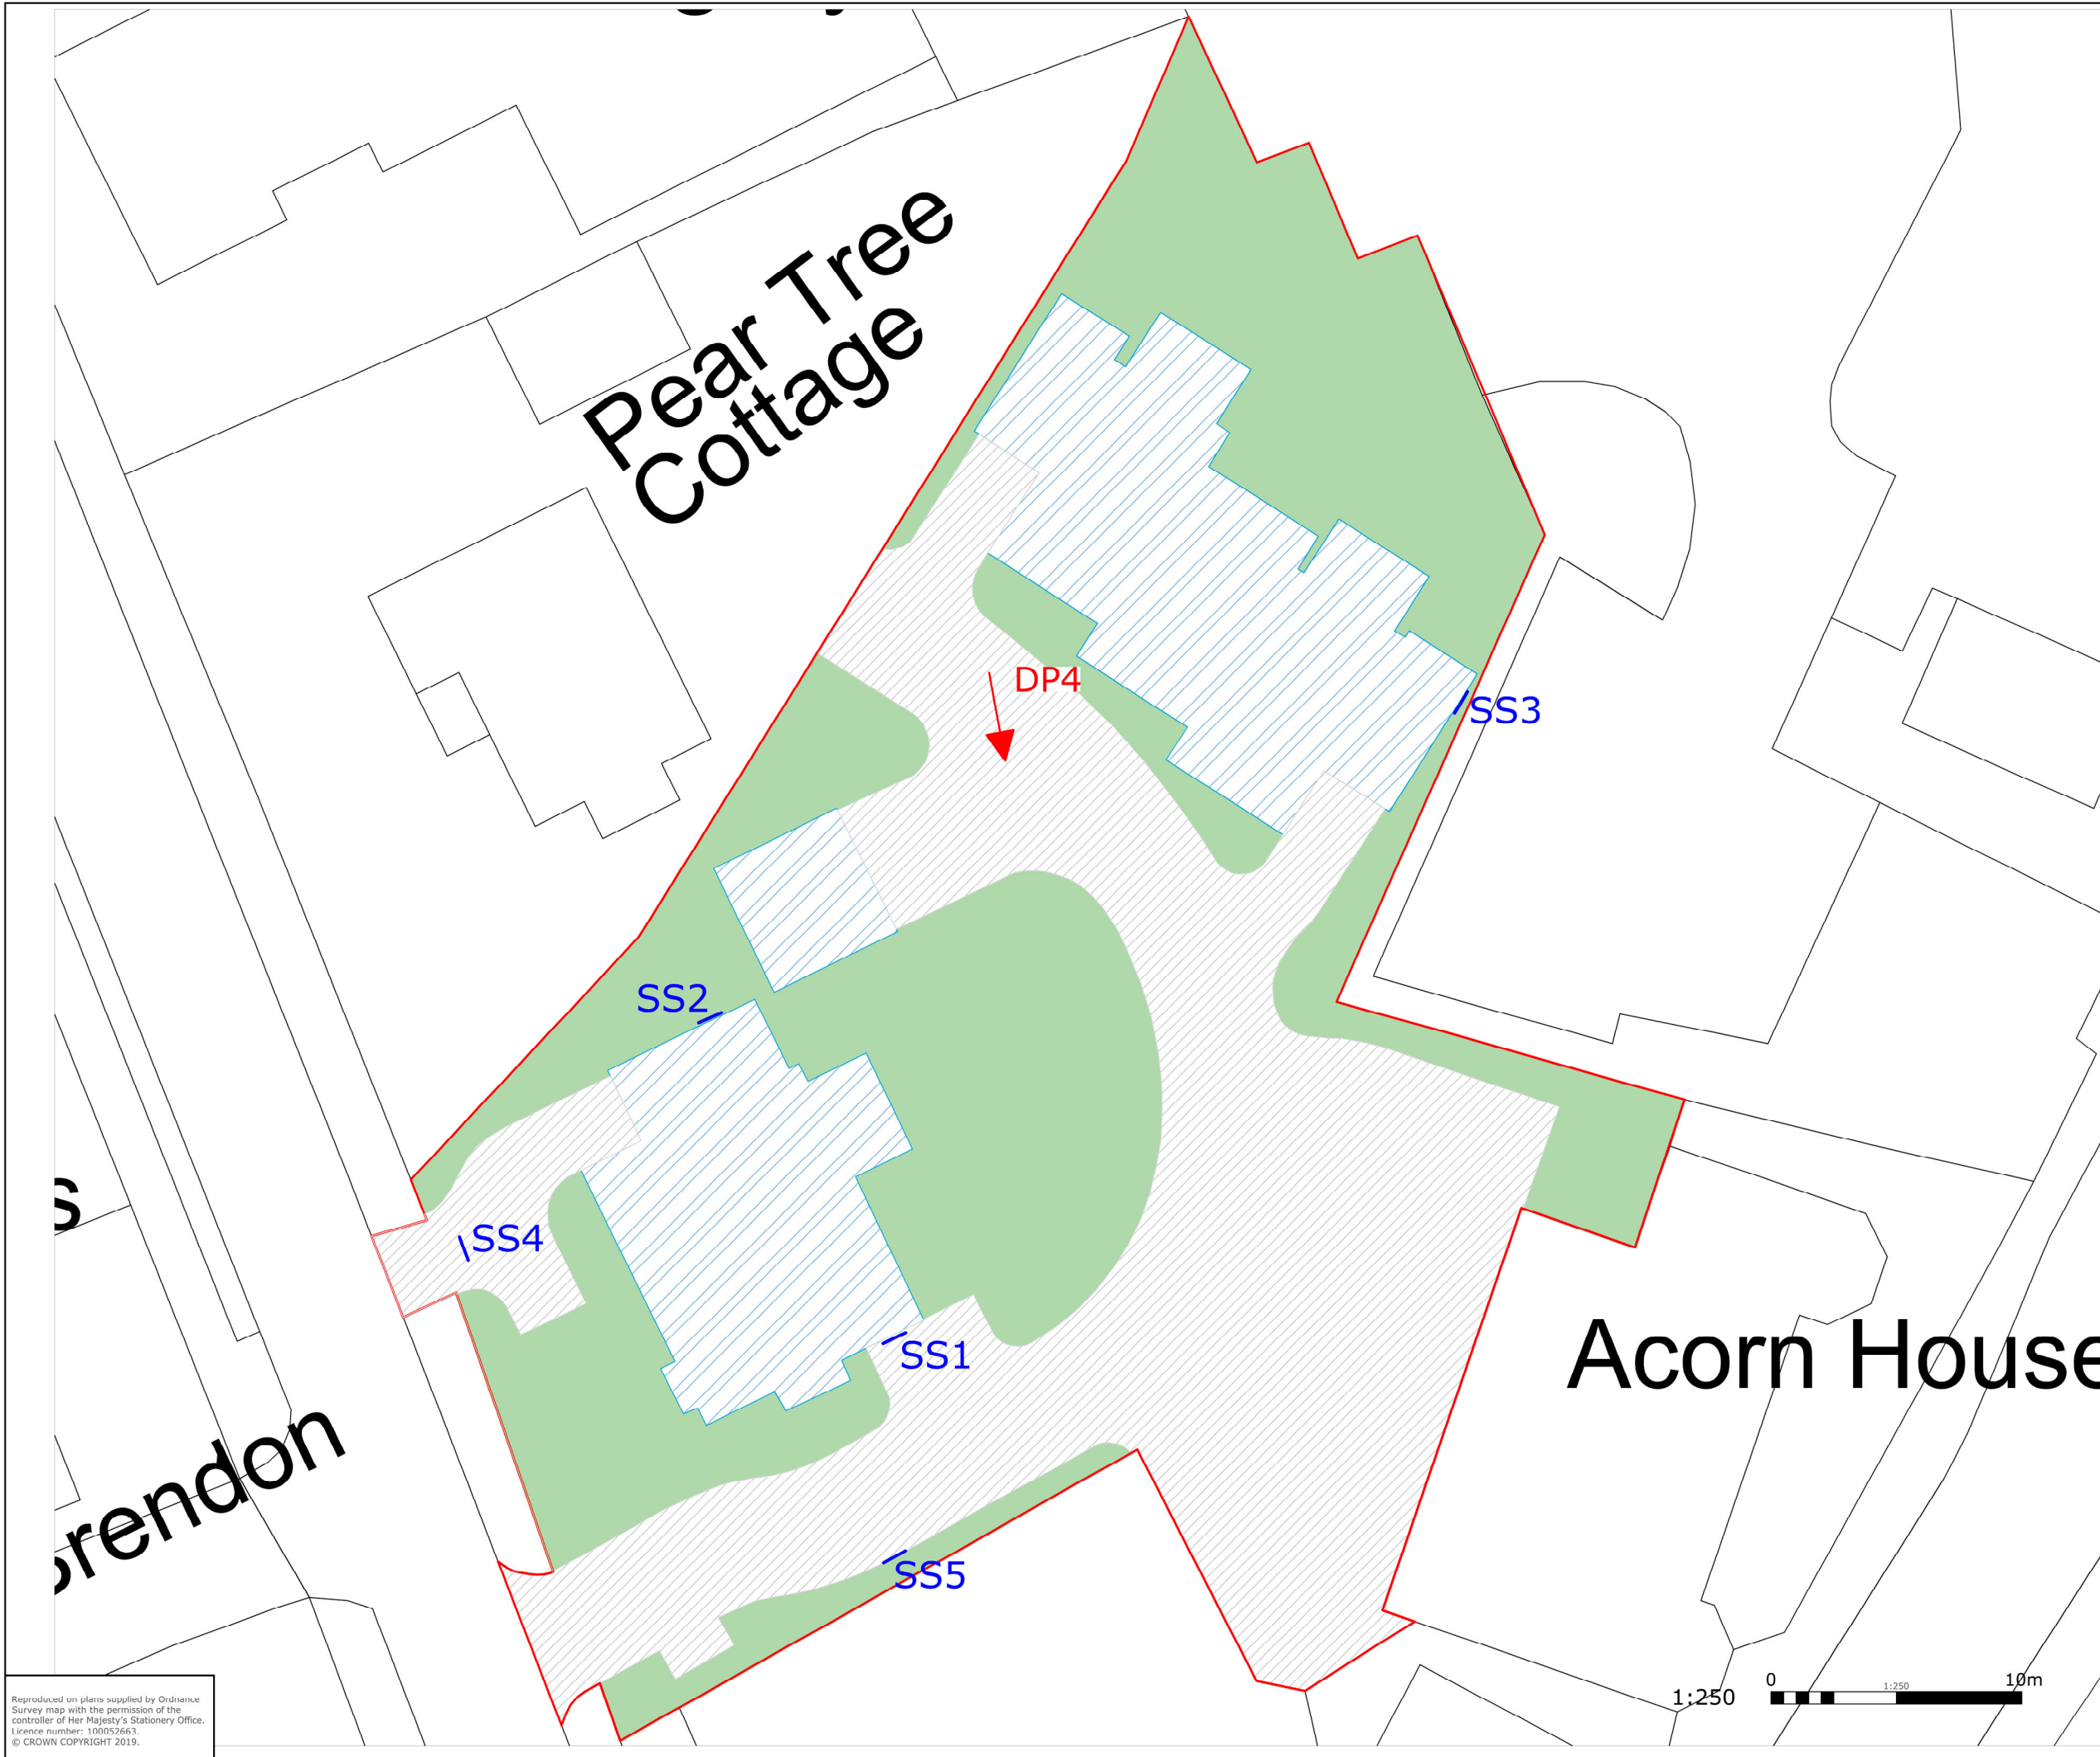 Pear Tree
Cottage
DP4
SS3
SS2
SS4
SS1
Acorn House
SS5
1:250
0
1:250
10m
Reproduced on plans supplied by Ordnance
Survey map with the permission of the
controller of Her Majesty's Stationery Office.
Licence number: 100052663.
© CROWN COPYRIGHT 2019.